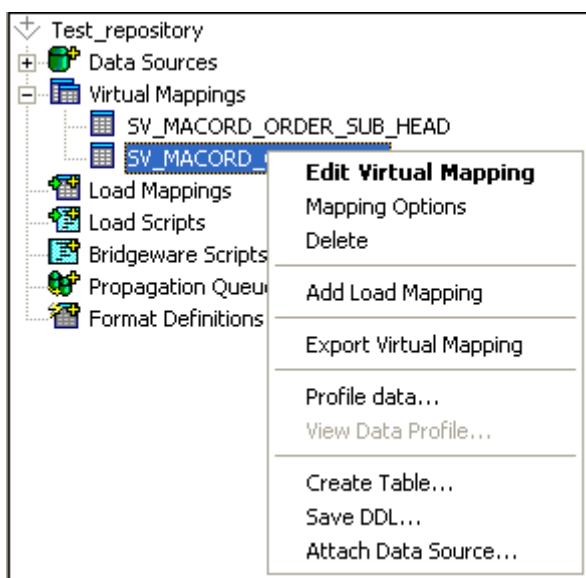 Test_repository
Data Sources
Virtual Mappings
SV_MACORD_ORDER_SUB_HEAD
SV_MACORD_
Load Mappings
Load Scripts
Bridgeware Scripts
Propagation
Format Definitions
Edit Virtual Mapping
Mapping Options
Delete
Add Load Mapping
Export Virtual Mapping
Profile data...
View Data Profile...
Create Table...
Save DDL...
Attach Data Source...